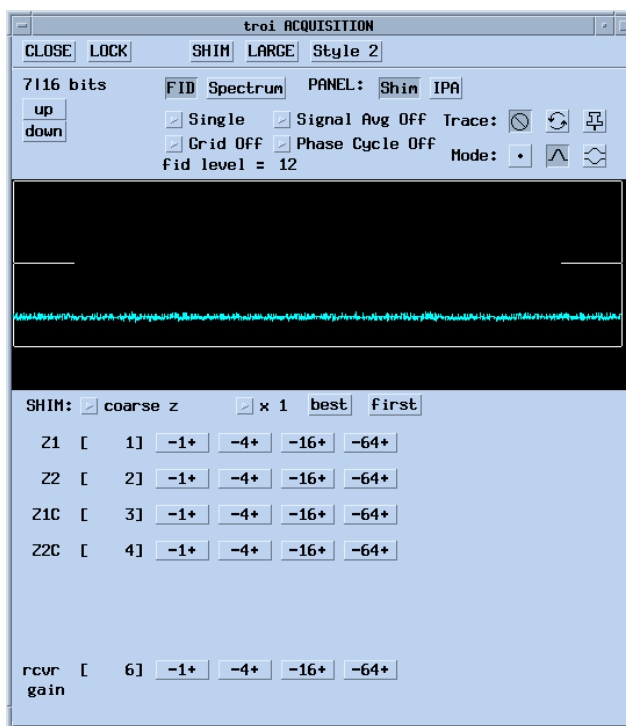 troi ACQUISITION
CLOSE LOCK SHIM LARGE Style 2
7|16 bits FID Spectrum PANEL: Shim IPA
up
down
Single Signal Avg Off Trace:
Grid Off Phase Cycle Off Mode:
fid level = 12
SHIM: coarse z x 1 best first
Z1 [ 1] -1+ -4+ -16+ -64+
Z2 [ 2] -1+ -4+ -16+ -64+
Z1C [ 3] -1+ -4+ -16+ -64+
Z2C [ 4] -1+ -4+ -16+ -64+
rcvr [ 6] -1+ -4+ -16+ -64+
gain